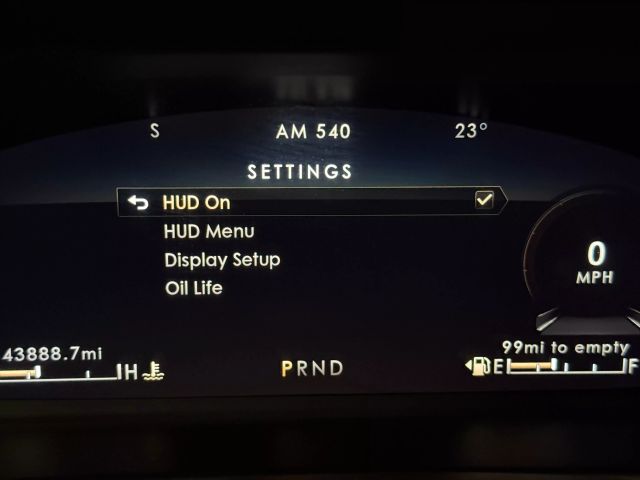 S AM 540 23°
SETTINGS
HUD On
HUD Menu
Display Setup
Oil Life
0
MPH
43888.7mi
99mi to empty
H PRND E F